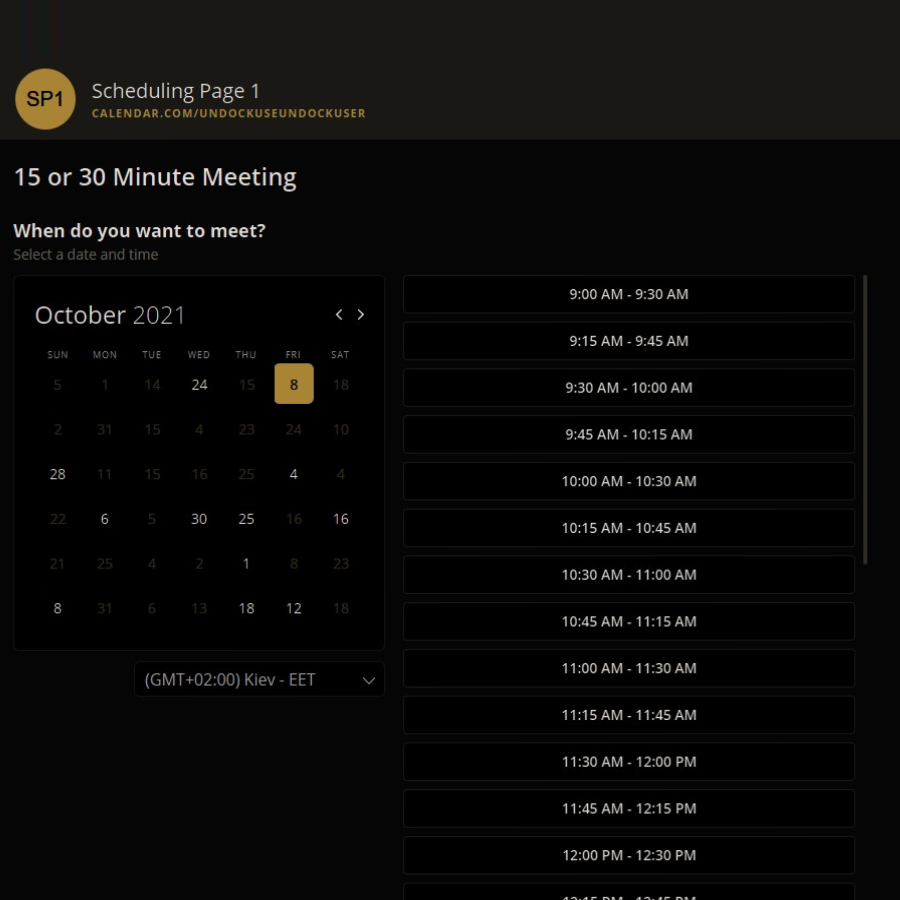 SP1
Scheduling Page 1
CALENDAR.COM/UNDOCKUSEUNDOCKUSER
15 or 30 Minute Meeting
When do you want to meet?
Select a date and time
October 2021
SUN MON TUE WED THU FRI SAT
5 1 14 24 15 8 18
2 31 15 4 23 24 10
28 11 15 16 25 4 4
22 6 5 30 25 16 16
21 25 4 2 1 8 23
8 31 6 13 18 12 18
(GMT+02:00) Kiev - EET
9:00 AM - 9:30 AM
9:15 AM - 9:45 AM
9:30 AM - 10:00 AM
9:45 AM - 10:15 AM
10:00 AM - 10:30 AM
10:15 AM - 10:45 AM
10:30 AM - 11:00 AM
10:45 AM - 11:15 AM
11:00 AM - 11:30 AM
11:15 AM - 11:45 AM
11:30 AM - 12:00 PM
11:45 AM - 12:15 PM
12:00 PM - 12:30 PM